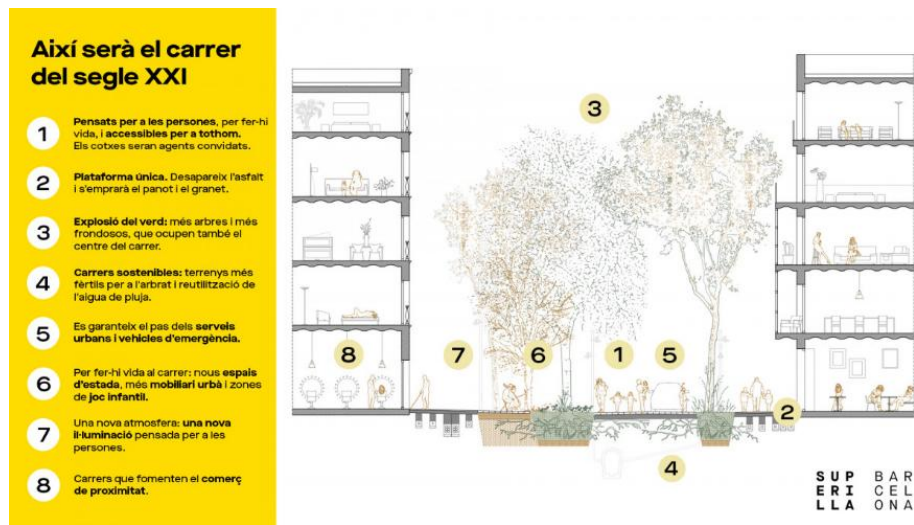 Així serà el carrer
del segle XXI
1
Pensats per a les persones, per fer-hi
vida, i accessibles per a tothom.
Els cotxes seran agents convidats.
2
Plataforma única. Desapareix l'asfalt
i s'emprarà el panot i el granet.
3
Explosió del verd: més arbres i més
frondosos, que ocupen també el
centre del carrer.
4
Carrers sostenibles: terrenys més
fèrtils per a l'arbrat i reutilització de
l'aigua de pluja.
5
Es garanteix el pas dels serveis
urbans i vehicles d'emergència.
6
Per fer-hi vida al carrer: nous espais
d'estada, més mobiliari urbà i zones
de joc infantil.
7
Una nova atmosfera: una nova
il·luminació pensada per a les
persones.
8
Carrers que fomenten el comerç
de proximitat.
3
8 7 6 1 5
2
4
SUP BAR
ERI CEL
LLA ONA